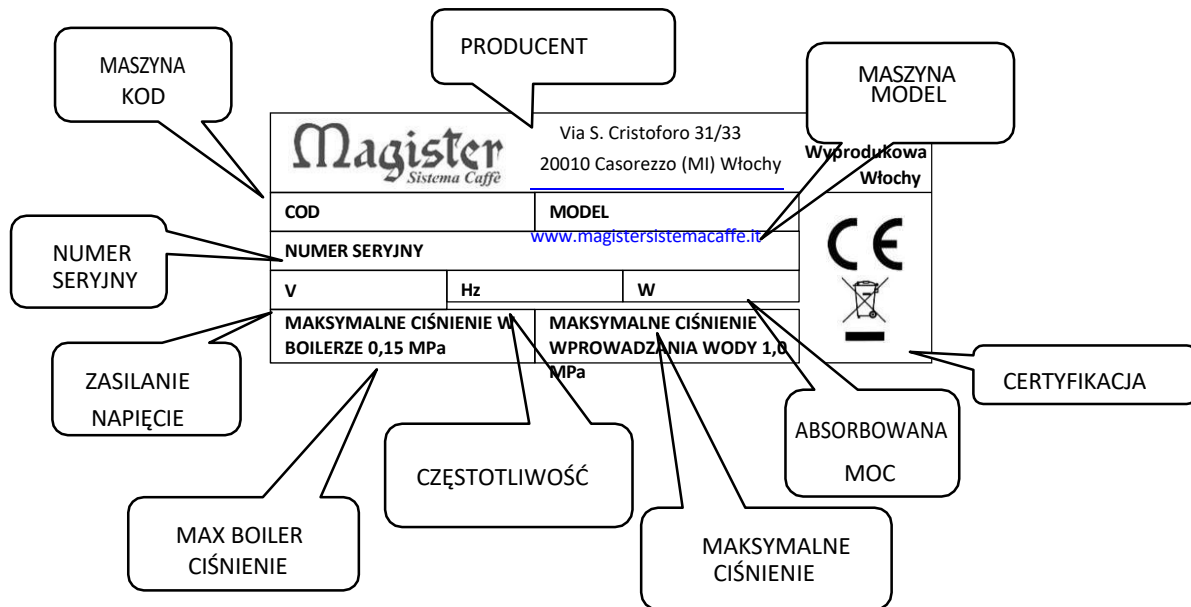 PRODUCENT
MASZYNA
KOD
MASZYNA
MODEL
Magister
Sistema Caffè
Via S. Cristoforo 31/33
20010 Casorezzo (MI) Włochy
Wyprodukowa
Włochy
COD
MODEL
www.magistersistemacaffe.it
NUMER SERYJNY
NUMER
SERYJNY
V
Hz
W
CE
MAKSYMALNE CIŚNIENIE W
BOILERZE 0,15 MPa
MAKSYMALNE CIŚNIENIE
WPROWADZANIA WODY 1,0
MPa
ZASILANIE
NAPIĘCIE
CERTYFIKACJA
ABSORBOWANA
MOC
CZĘSTOTLIWOŚĆ
MAX BOILER
CIŚNIENIE
MAKSYMALNE
CIŚNIENIE